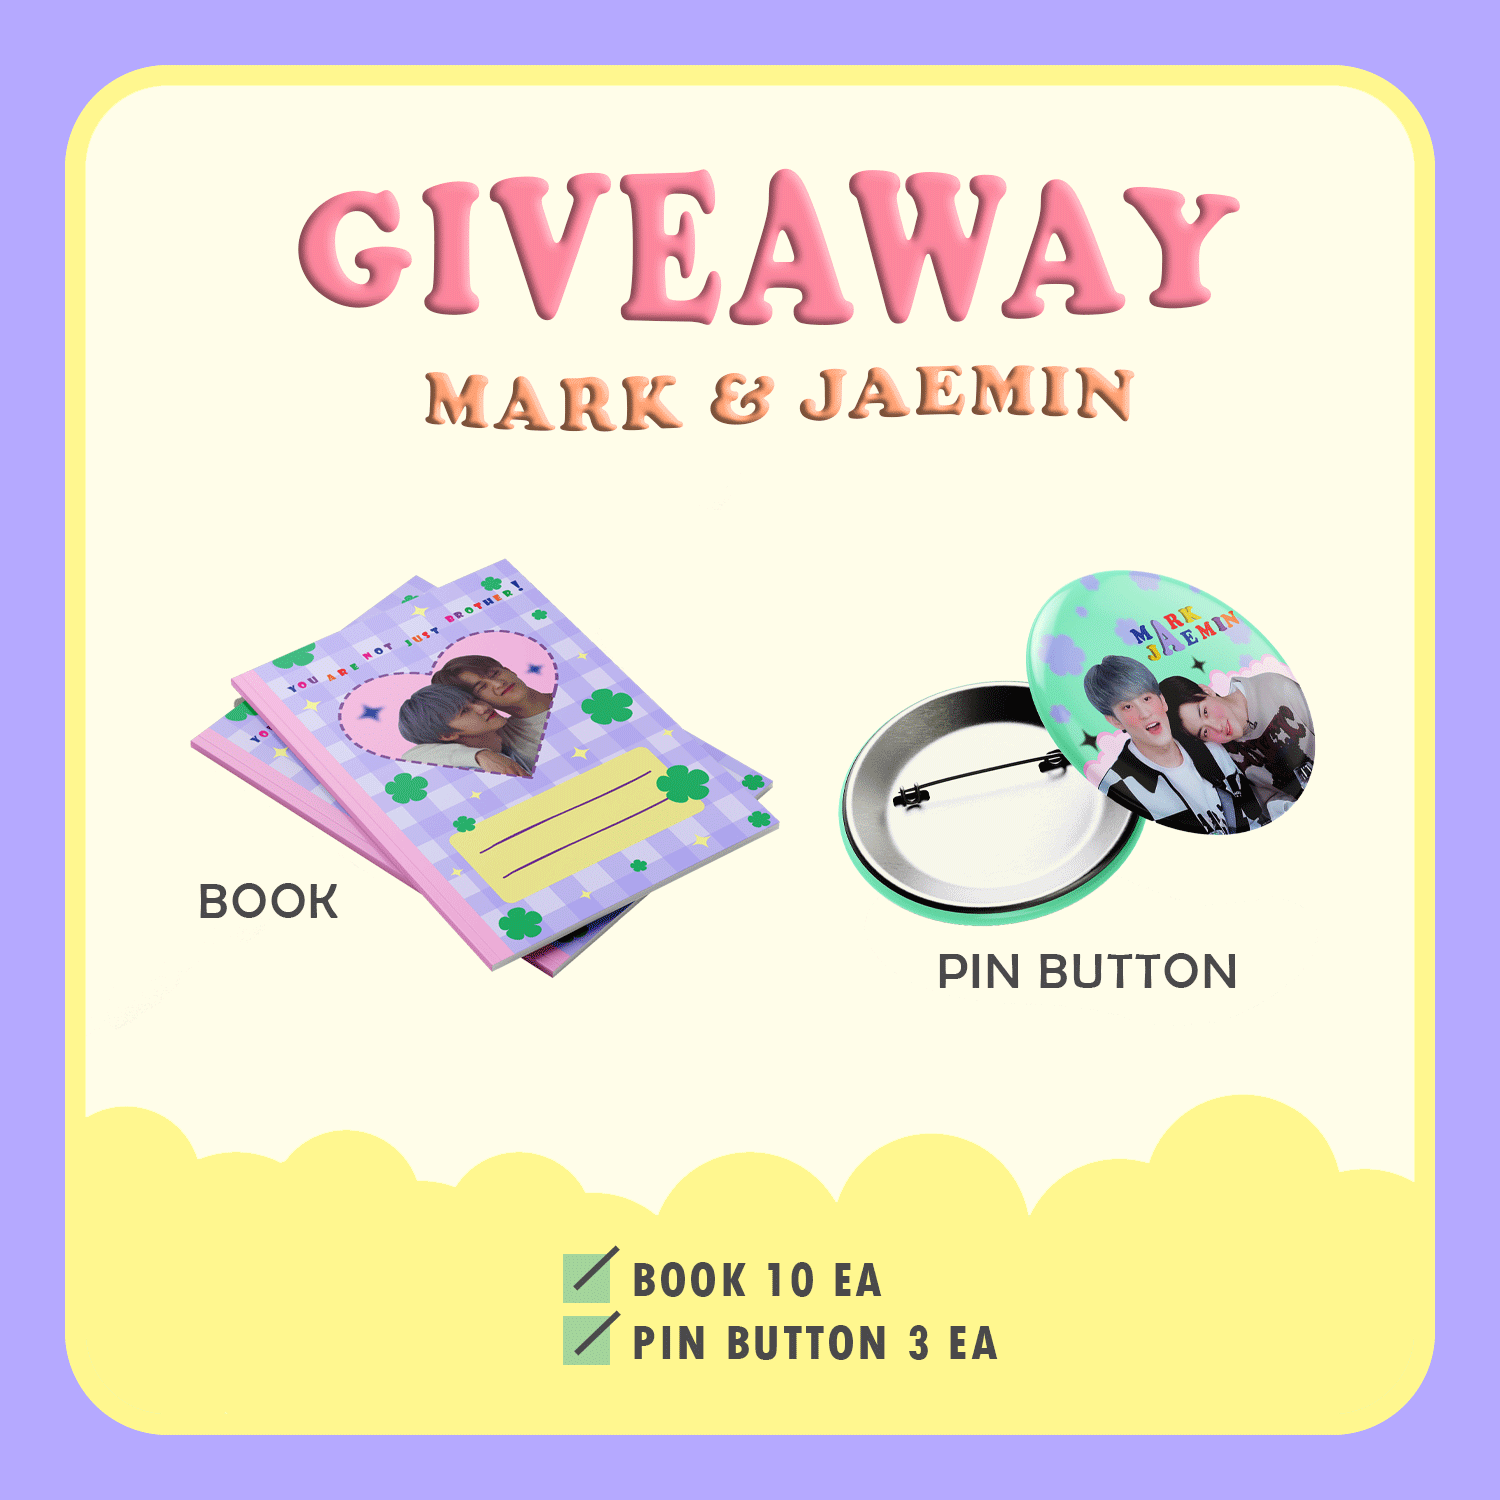 GIVEAWAY
MARK & JAEMIN
YOU ARE NOT JUST BROTHER!
YO
MARK
JAEMIN
BOOK
PIN BUTTON
BOOK 10 EA
PIN BUTTON 3 EA